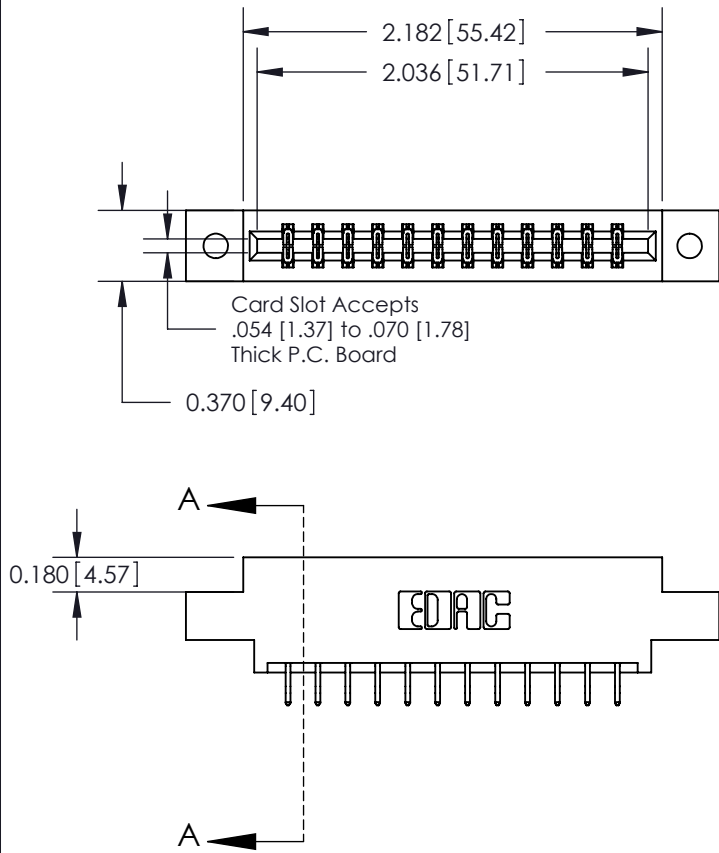 2.182 [55.42]
2.036 [51.71]
Card Slot Accepts
.054 [1.37] to .070 [1.78]
Thick P.C. Board
0.370 [9.40]
A
0.180 [4.57]
EDAC
A